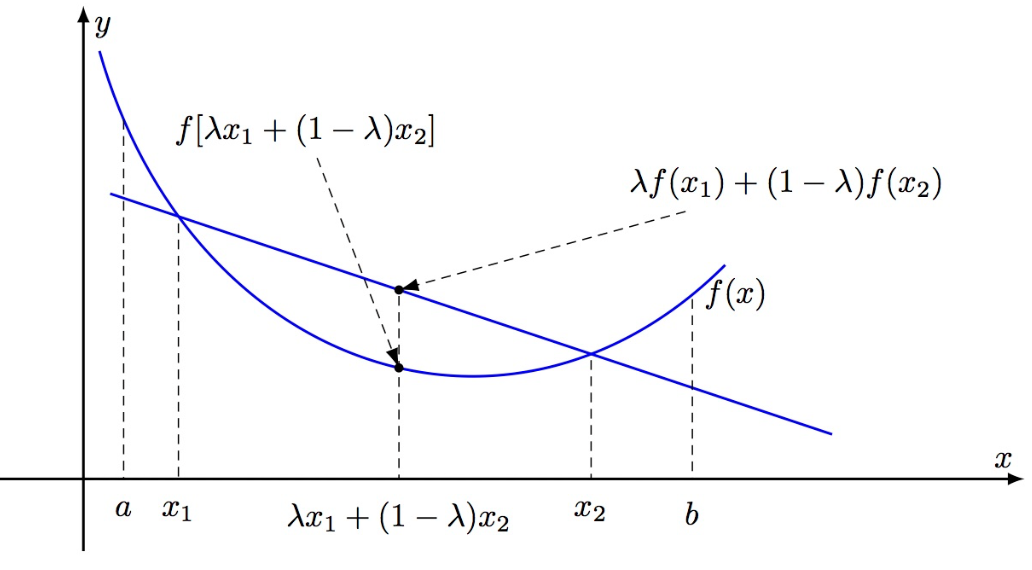 y
f[λx₁ + (1 − λ)x₂]
λf(x₁) + (1 − λ)f(x₂)
f(x)
x
a x₁ λx₁ + (1 − λ)x₂ x₂ b